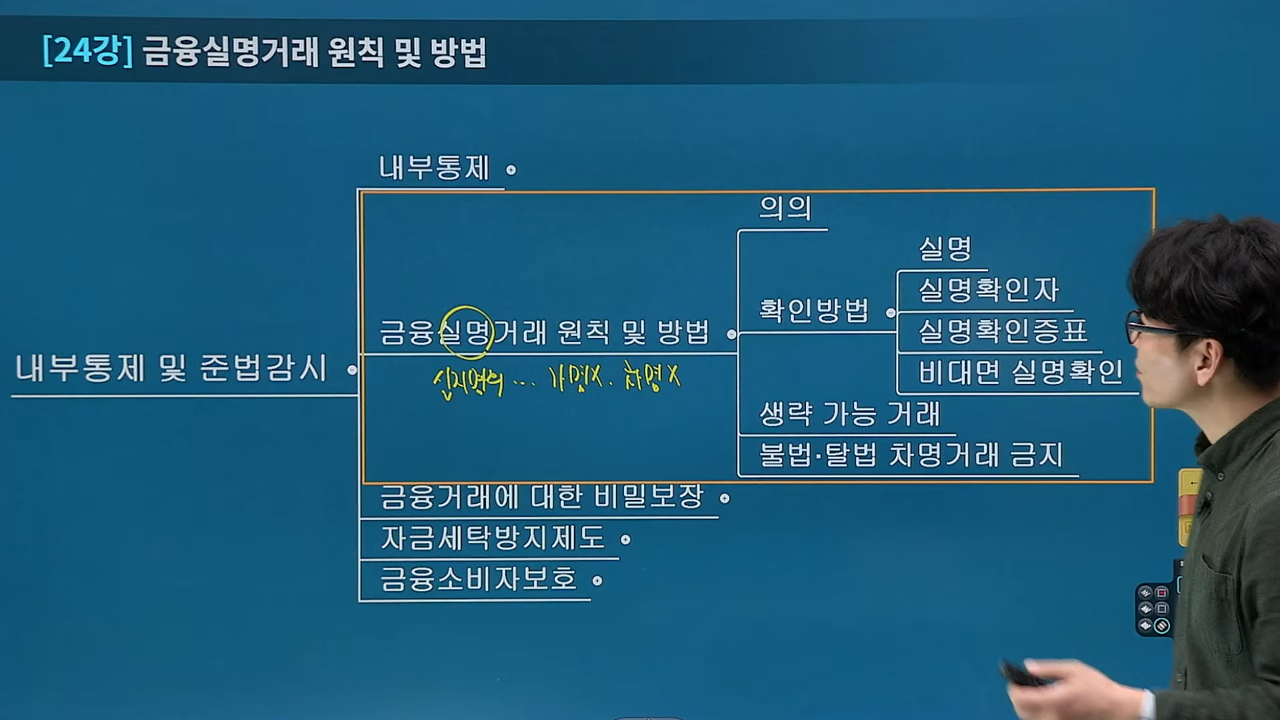 [24강] 금융실명거래 원칙 및 방법
내부통제
의의
실명
실명확인자
확인방법
금융실명거래 원칙 및 방법
실명확인증표
내부통제 및 준법감시
비대면 실명확인
실지명의 ... 가명X. 차명X
생략 가능 거래
불법·탈법 차명거래 금지
금융거래에 대한 비밀보장
자금세탁방지제도
금융소비자보호